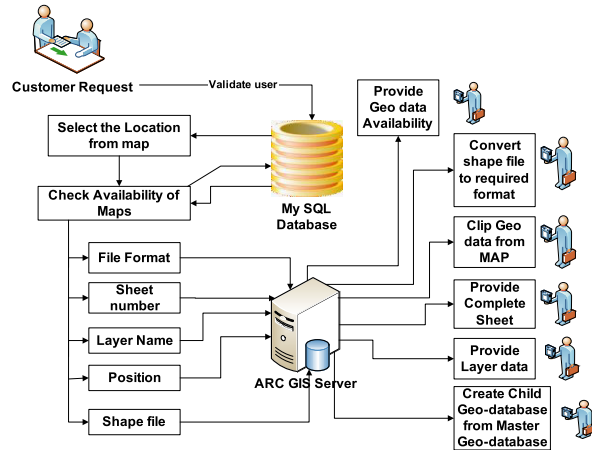 Customer Request
Validate user
Provide
Geo data
Availability
Select the Location
from map
Convert
shape file
to required
format
Check Availability of
Maps
My SQL
Database
File Format
Clip Geo
data from
MAP
Sheet
number
Provide
Complete
Sheet
Layer Name
Provide
Layer data
Position
ARC GIS Server
Shape file
Create Child
Geo-database
from Master
Geo-database